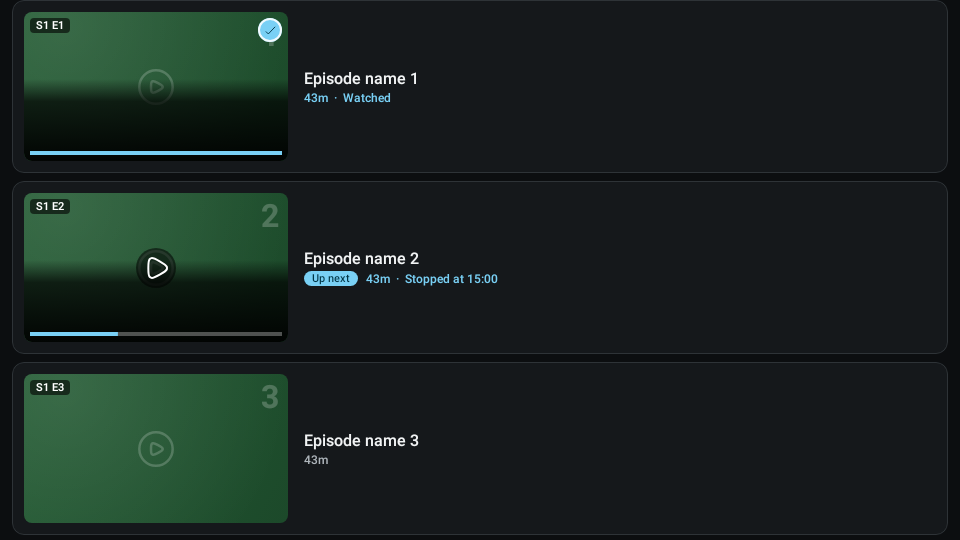 S1 E1
Episode name 1
43m · Watched
S1 E2
2
Episode name 2
Up next 43m · Stopped at 15:00
S1 E3
3
Episode name 3
43m